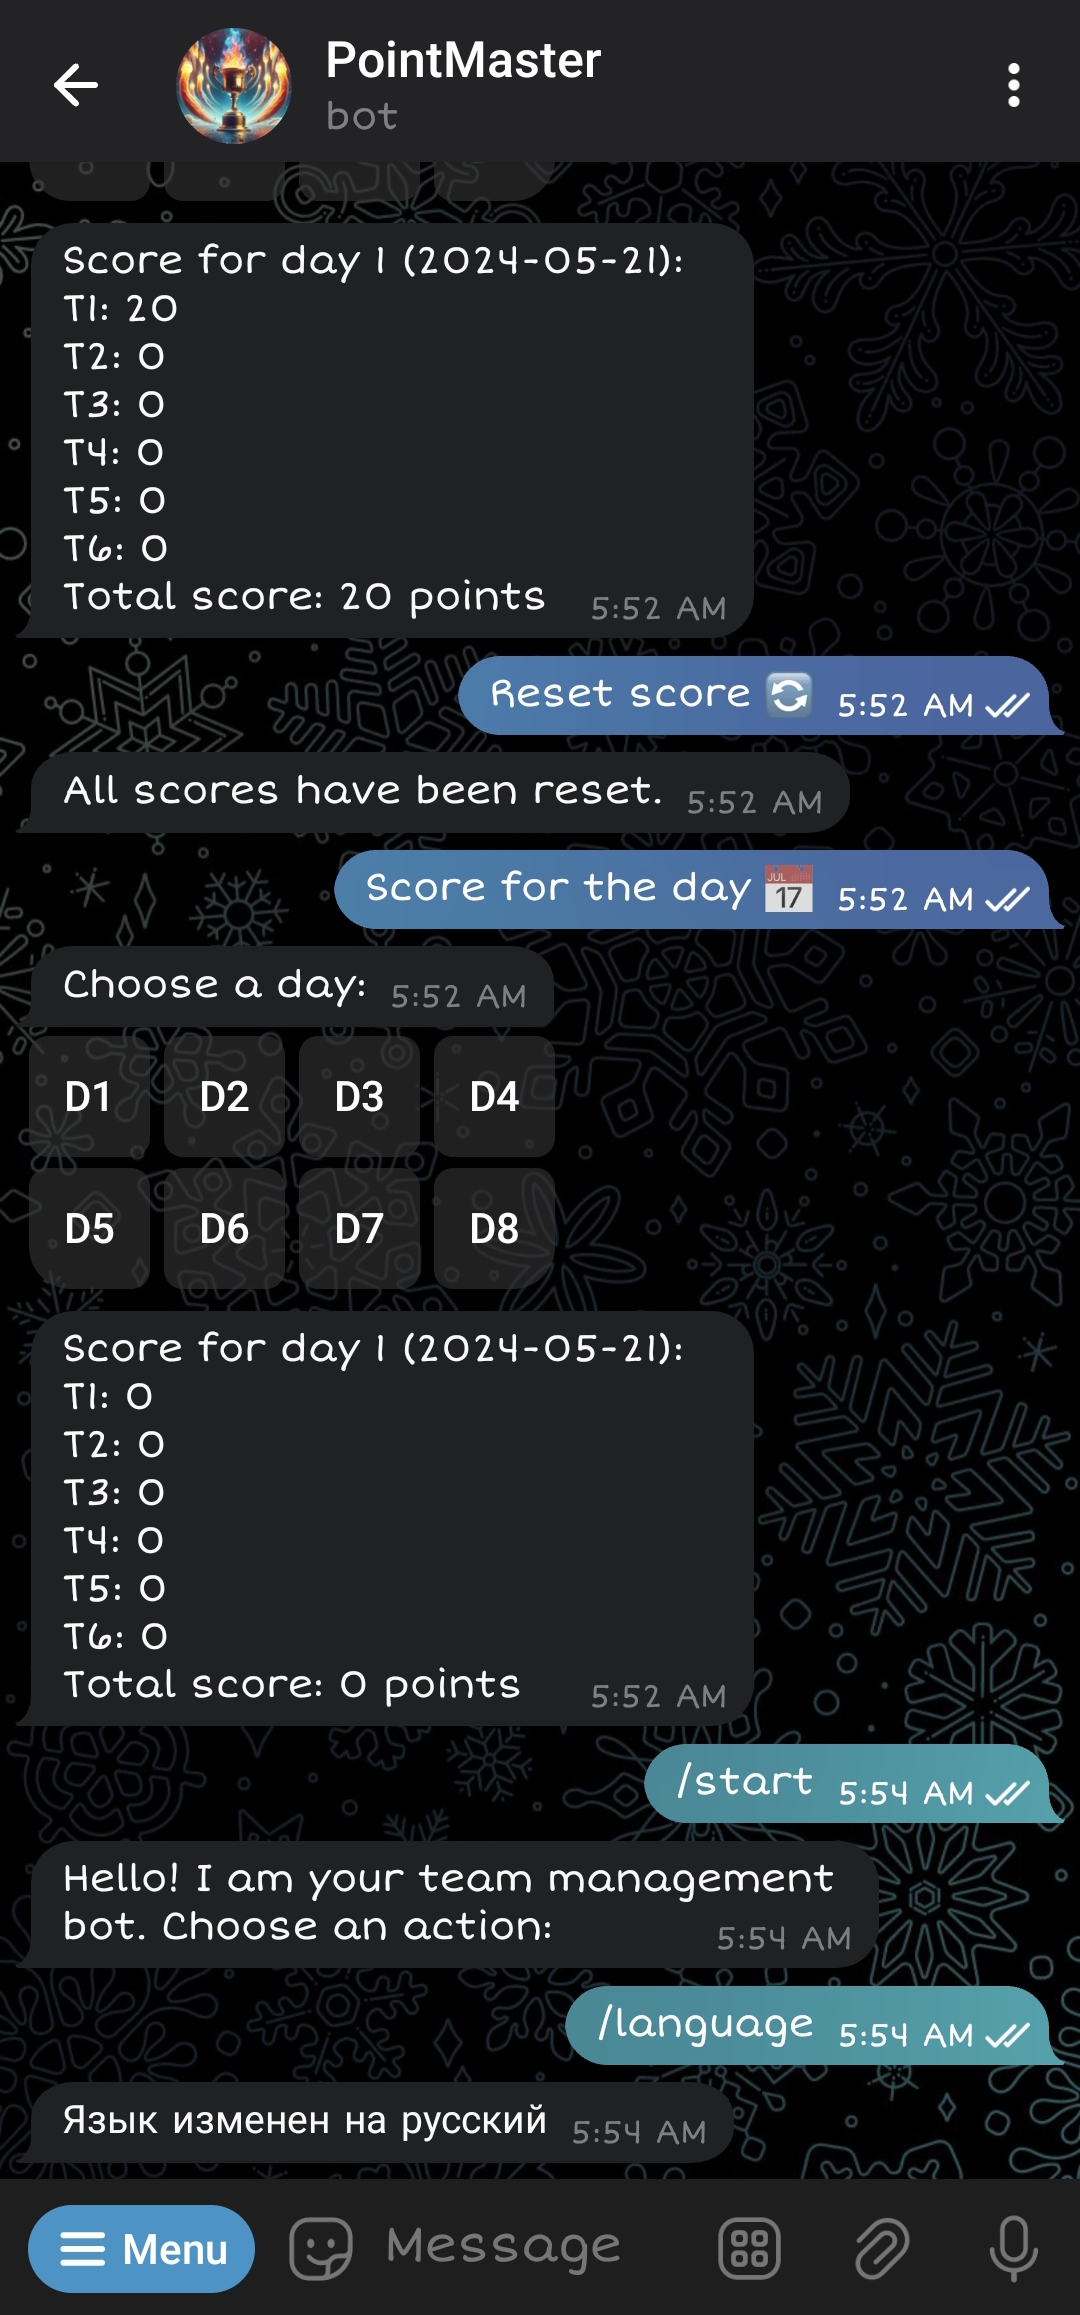 PointMaster
bot
Score for day 1 (2024-05-21):
T1: 20
T2: 0
T3: 0
T4: 0
T5: 0
T6: 0
Total score: 20 points 5:52 AM
Reset score 🔄 5:52 AM
All scores have been reset. 5:52 AM
Score for the day 📅 5:52 AM
JUL
17
Choose a day: 5:52 AM
D1 D2 D3 D4
D5 D6 D7 D8
Score for day 1 (2024-05-21):
T1: 0
T2: 0
T3: 0
T4: 0
T5: 0
T6: 0
Total score: 0 points 5:52 AM
/start 5:54 AM
Hello! I am your team management
bot. Choose an action: 5:54 AM
/language 5:54 AM
Язык изменен на русский 5:54 AM
Menu Message